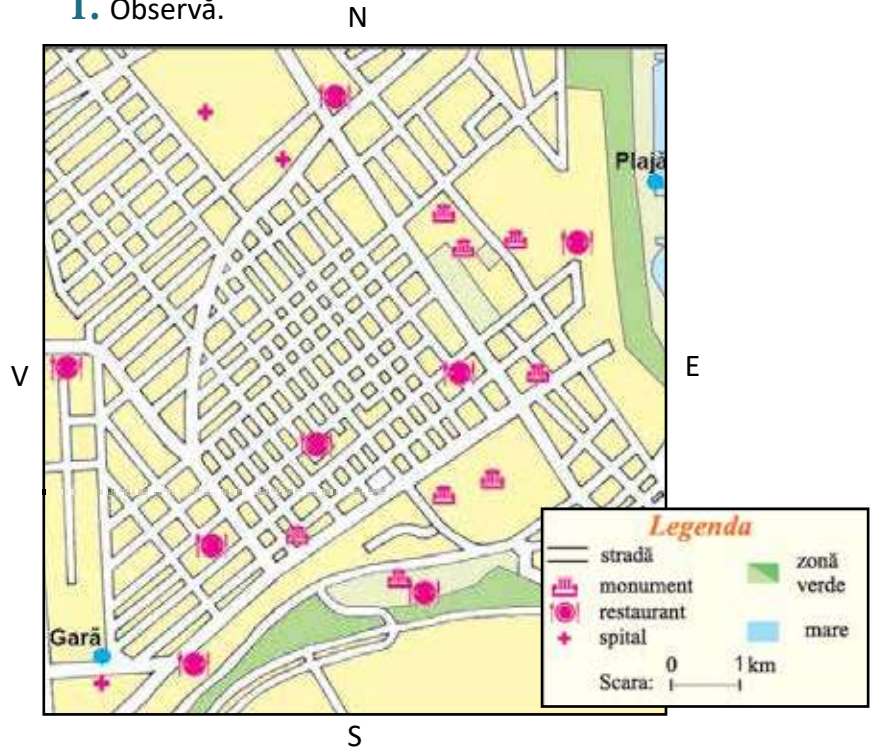 1. Observă.
N
Plajă
V
E
Legenda
stradă
monument
restaurant
spital
zonă
verde
mare
Scara: 0 1 km
Gară
S